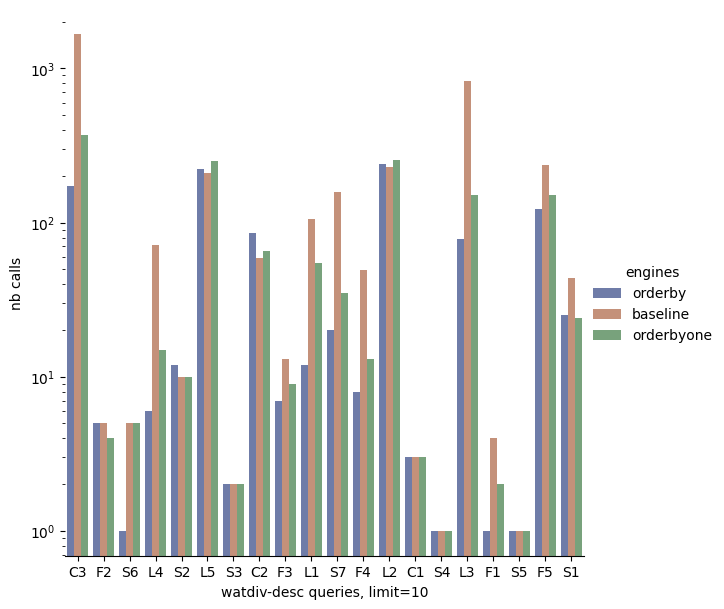 10³
10²
10¹
10⁰
nb calls
C3 F2 S6 L4 S2 L5 S3 C2 F3 L1 S7 F4 L2 C1 S4 L3 F1 S5 F5 S1
watdiv-desc queries, limit=10
engines
orderby
baseline
orderbyone